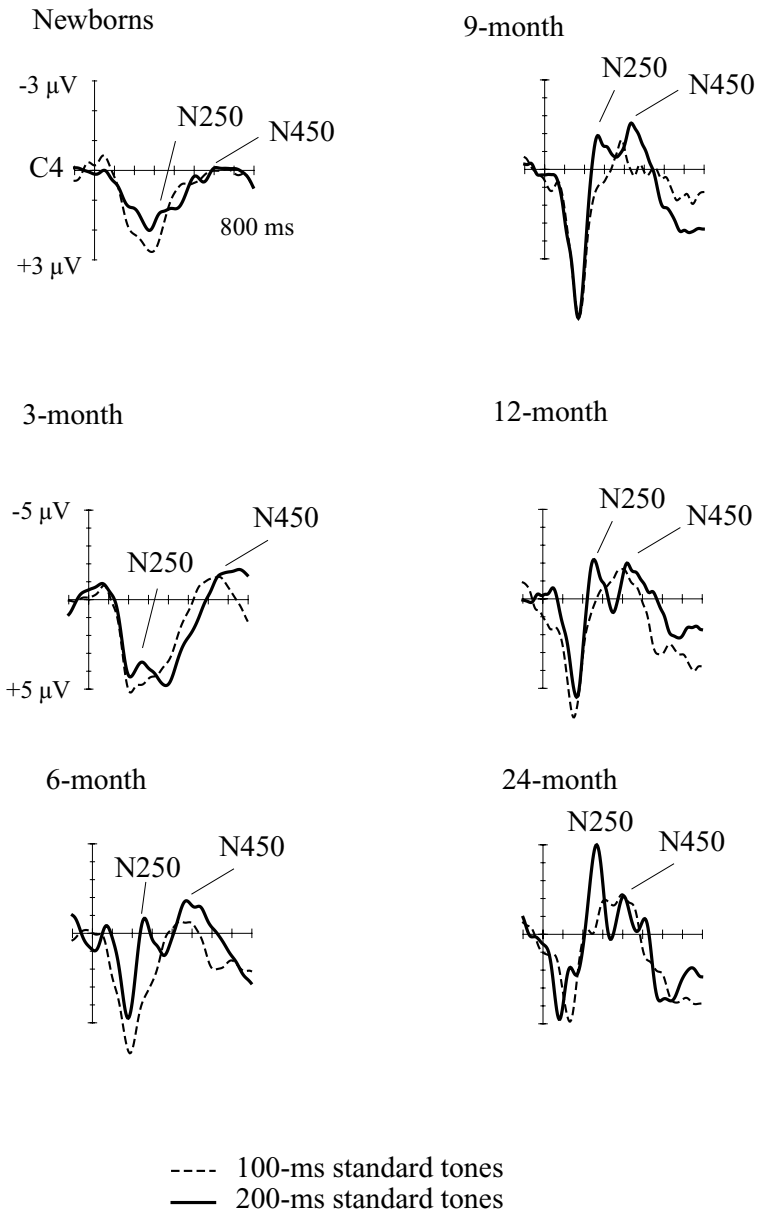 Newborns
-3 µV
N250
N450
C4
800 ms
+3 µV
9-month
N250
N450
3-month
-5 µV
N250
N450
+5 µV
12-month
N250
N450
6-month
N250
N450
24-month
N250
N450
100-ms standard tones
200-ms standard tones